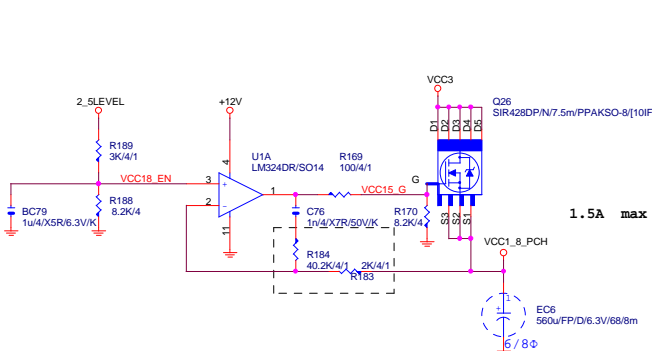 VCC3
2_5LEVEL
+12V
Q26
SIR428DP/N/7.5m/PPAKSO-8/[10IF
D1
D2
D3
D4
D5
R189
3K/4/1
U1A
LM324DR/SO14
R169
100/4/1
4
VCC18_EN
3
+
1
VCC15_G
G
2
-
BC79
1u/4/X5R/6.3V/K
R188
8.2K/4
11
C76
1n/4/X7R/50V/K
R170
8.2K/4
S3
S2
S1
1.5A max
VCC1_8_PCH
R184
40.2K/4/1
2K/4/1
R183
1
+
EC6
560u/FP/D/6.3V/68/8m
6/8Φ